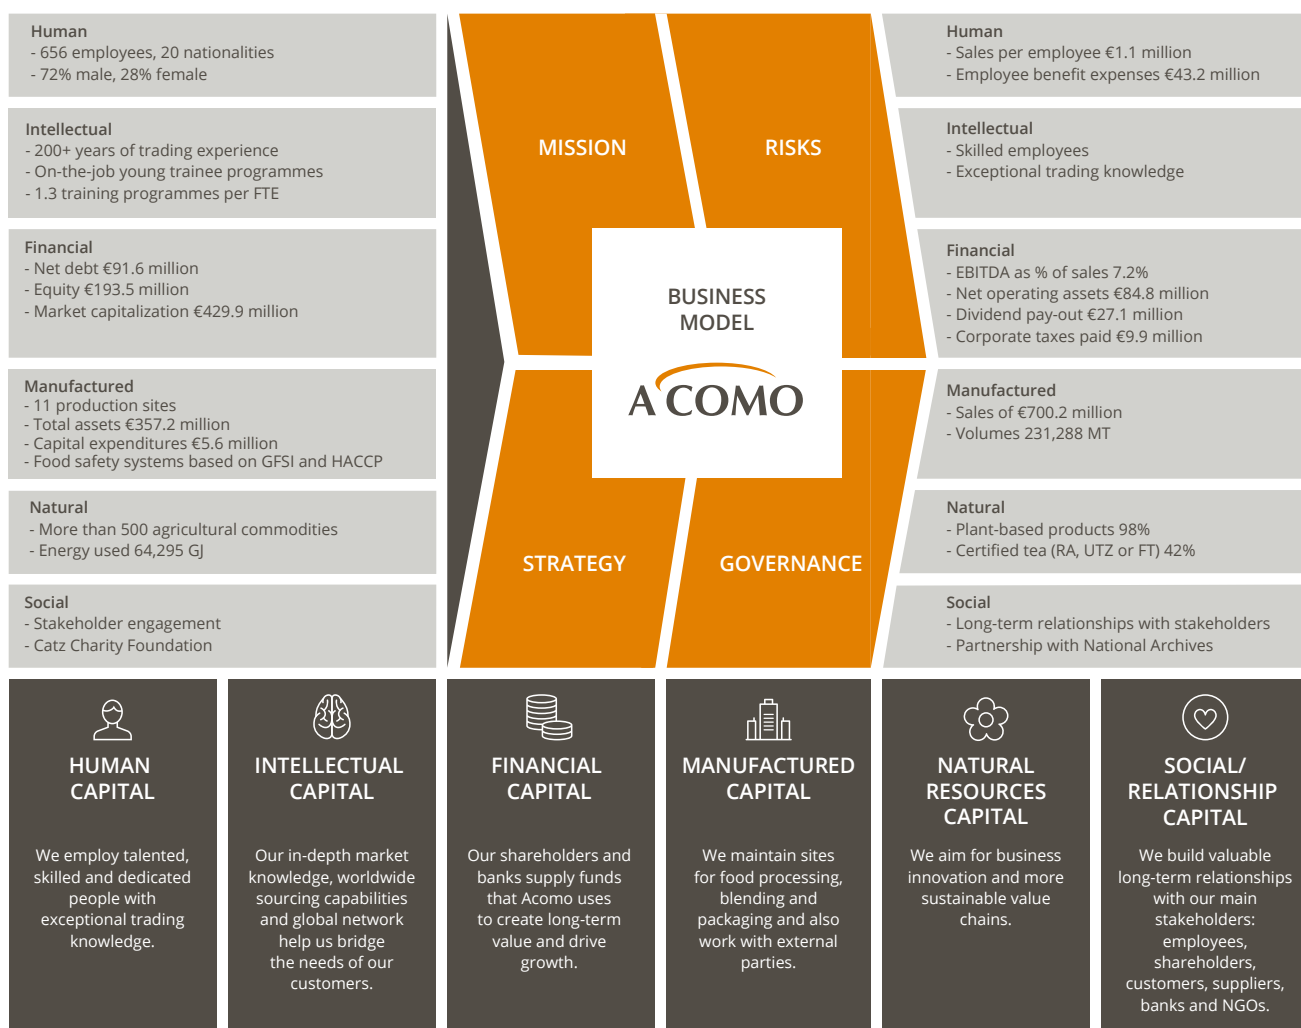 Human
- 656 employees, 20 nationalities
- 72% male, 28% female
Intellectual
- 200+ years of trading experience
- On-the-job young trainee programmes
- 1.3 training programmes per FTE
Financial
- Net debt €91.6 million
- Equity €193.5 million
- Market capitalization €429.9 million
Manufactured
- 11 production sites
- Total assets €357.2 million
- Capital expenditures €5.6 million
- Food safety systems based on GFSI and HACCP
Natural
- More than 500 agricultural commodities
- Energy used 64,295 GJ
Social
- Stakeholder engagement
- Catz Charity Foundation
MISSION
RISKS
BUSINESS
MODEL
ACOMO
STRATEGY
GOVERNANCE
Human
- Sales per employee €1.1 million
- Employee benefit expenses €43.2 million
Intellectual
- Skilled employees
- Exceptional trading knowledge
Financial
- EBITDA as % of sales 7.2%
- Net operating assets €84.8 million
- Dividend pay-out €27.1 million
- Corporate taxes paid €9.9 million
Manufactured
- Sales of €700.2 million
- Volumes 231,288 MT
Natural
- Plant-based products 98%
- Certified tea (RA, UTZ or FT) 42%
Social
- Long-term relationships with stakeholders
- Partnership with National Archives
HUMAN
CAPITAL
We employ talented,
skilled and dedicated
people with
exceptional trading
knowledge.
INTELLECTUAL
CAPITAL
Our in-depth market
knowledge, worldwide
sourcing capabilities
and global network
help us bridge
the needs of our
customers.
FINANCIAL
CAPITAL
Our shareholders and
banks supply funds
that Acomo uses
to create long-term
value and drive
growth.
MANUFACTURED
CAPITAL
We maintain sites
for food processing,
blending and
packaging and also
work with external
parties.
NATURAL
RESOURCES
CAPITAL
We aim for business
innovation and more
sustainable value
chains.
SOCIAL/
RELATIONSHIP
CAPITAL
We build valuable
long-term relationships
with our main
stakeholders:
employees,
shareholders,
customers, suppliers,
banks and NGOs.